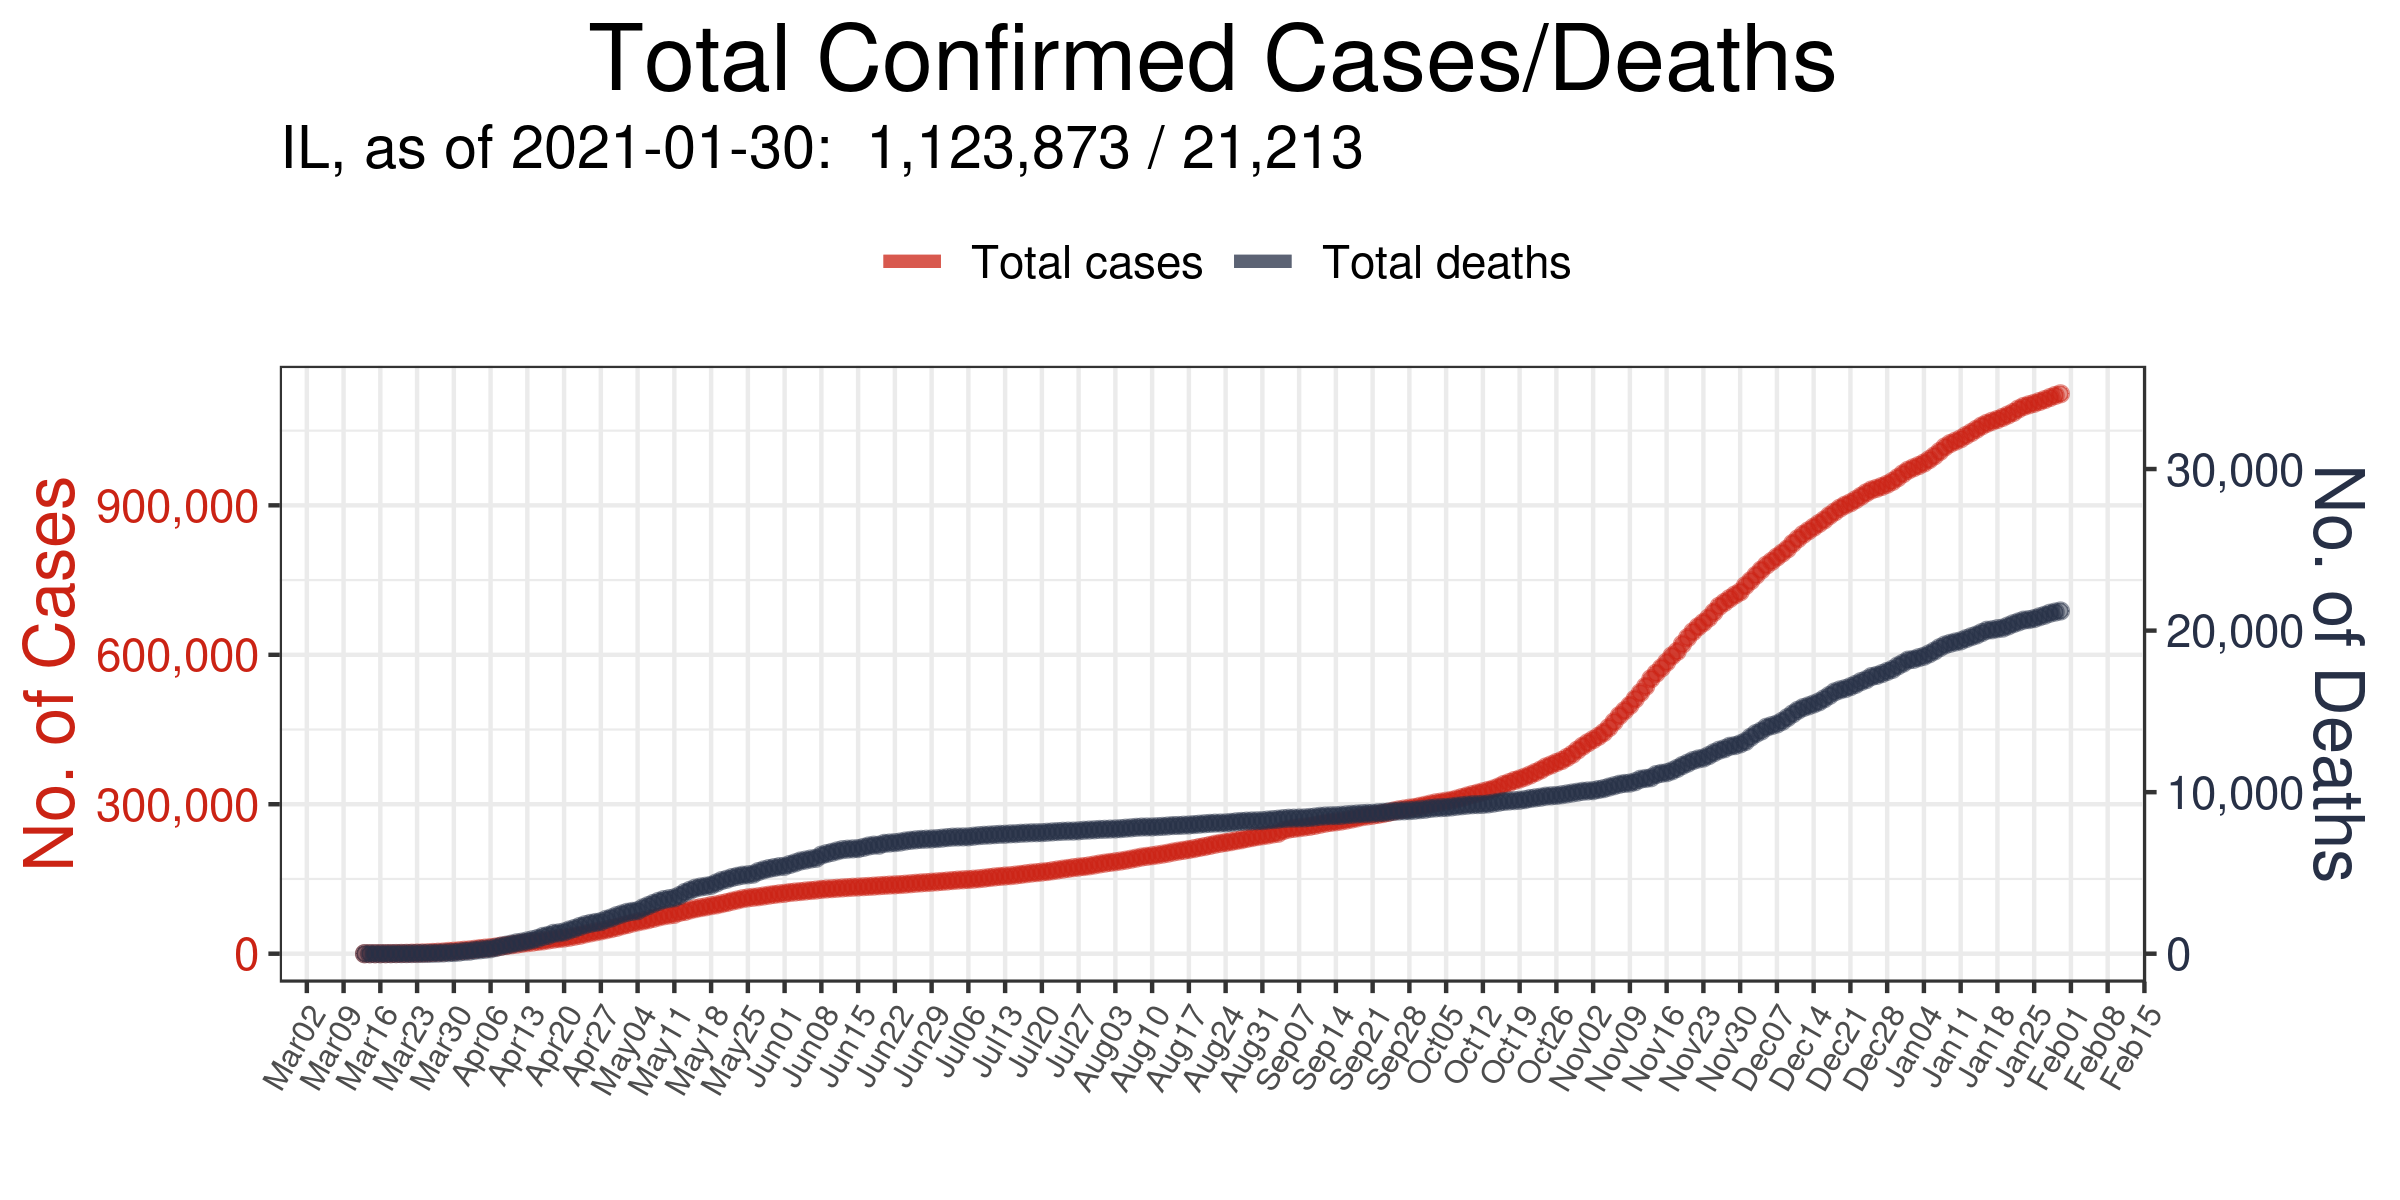 Total Confirmed Cases/Deaths
IL, as of 2021-01-30:  1,123,873 / 21,213
Total cases
Total deaths
No. of Cases
900,000
600,000
300,000
0
30,000
20,000
10,000
0
No. of Deaths
Mar02
Mar09
Mar16
Mar23
Mar30
Apr06
Apr13
Apr20
Apr27
May04
May11
May18
May25
Jun01
Jun08
Jun15
Jun22
Jun29
Jul06
Jul13
Jul20
Jul27
Aug03
Aug10
Aug17
Aug24
Aug31
Sep07
Sep14
Sep21
Sep28
Oct05
Oct12
Oct19
Oct26
Nov02
Nov09
Nov16
Nov23
Nov30
Dec07
Dec14
Dec21
Dec28
Jan04
Jan11
Jan18
Jan25
Feb01
Feb08
Feb15